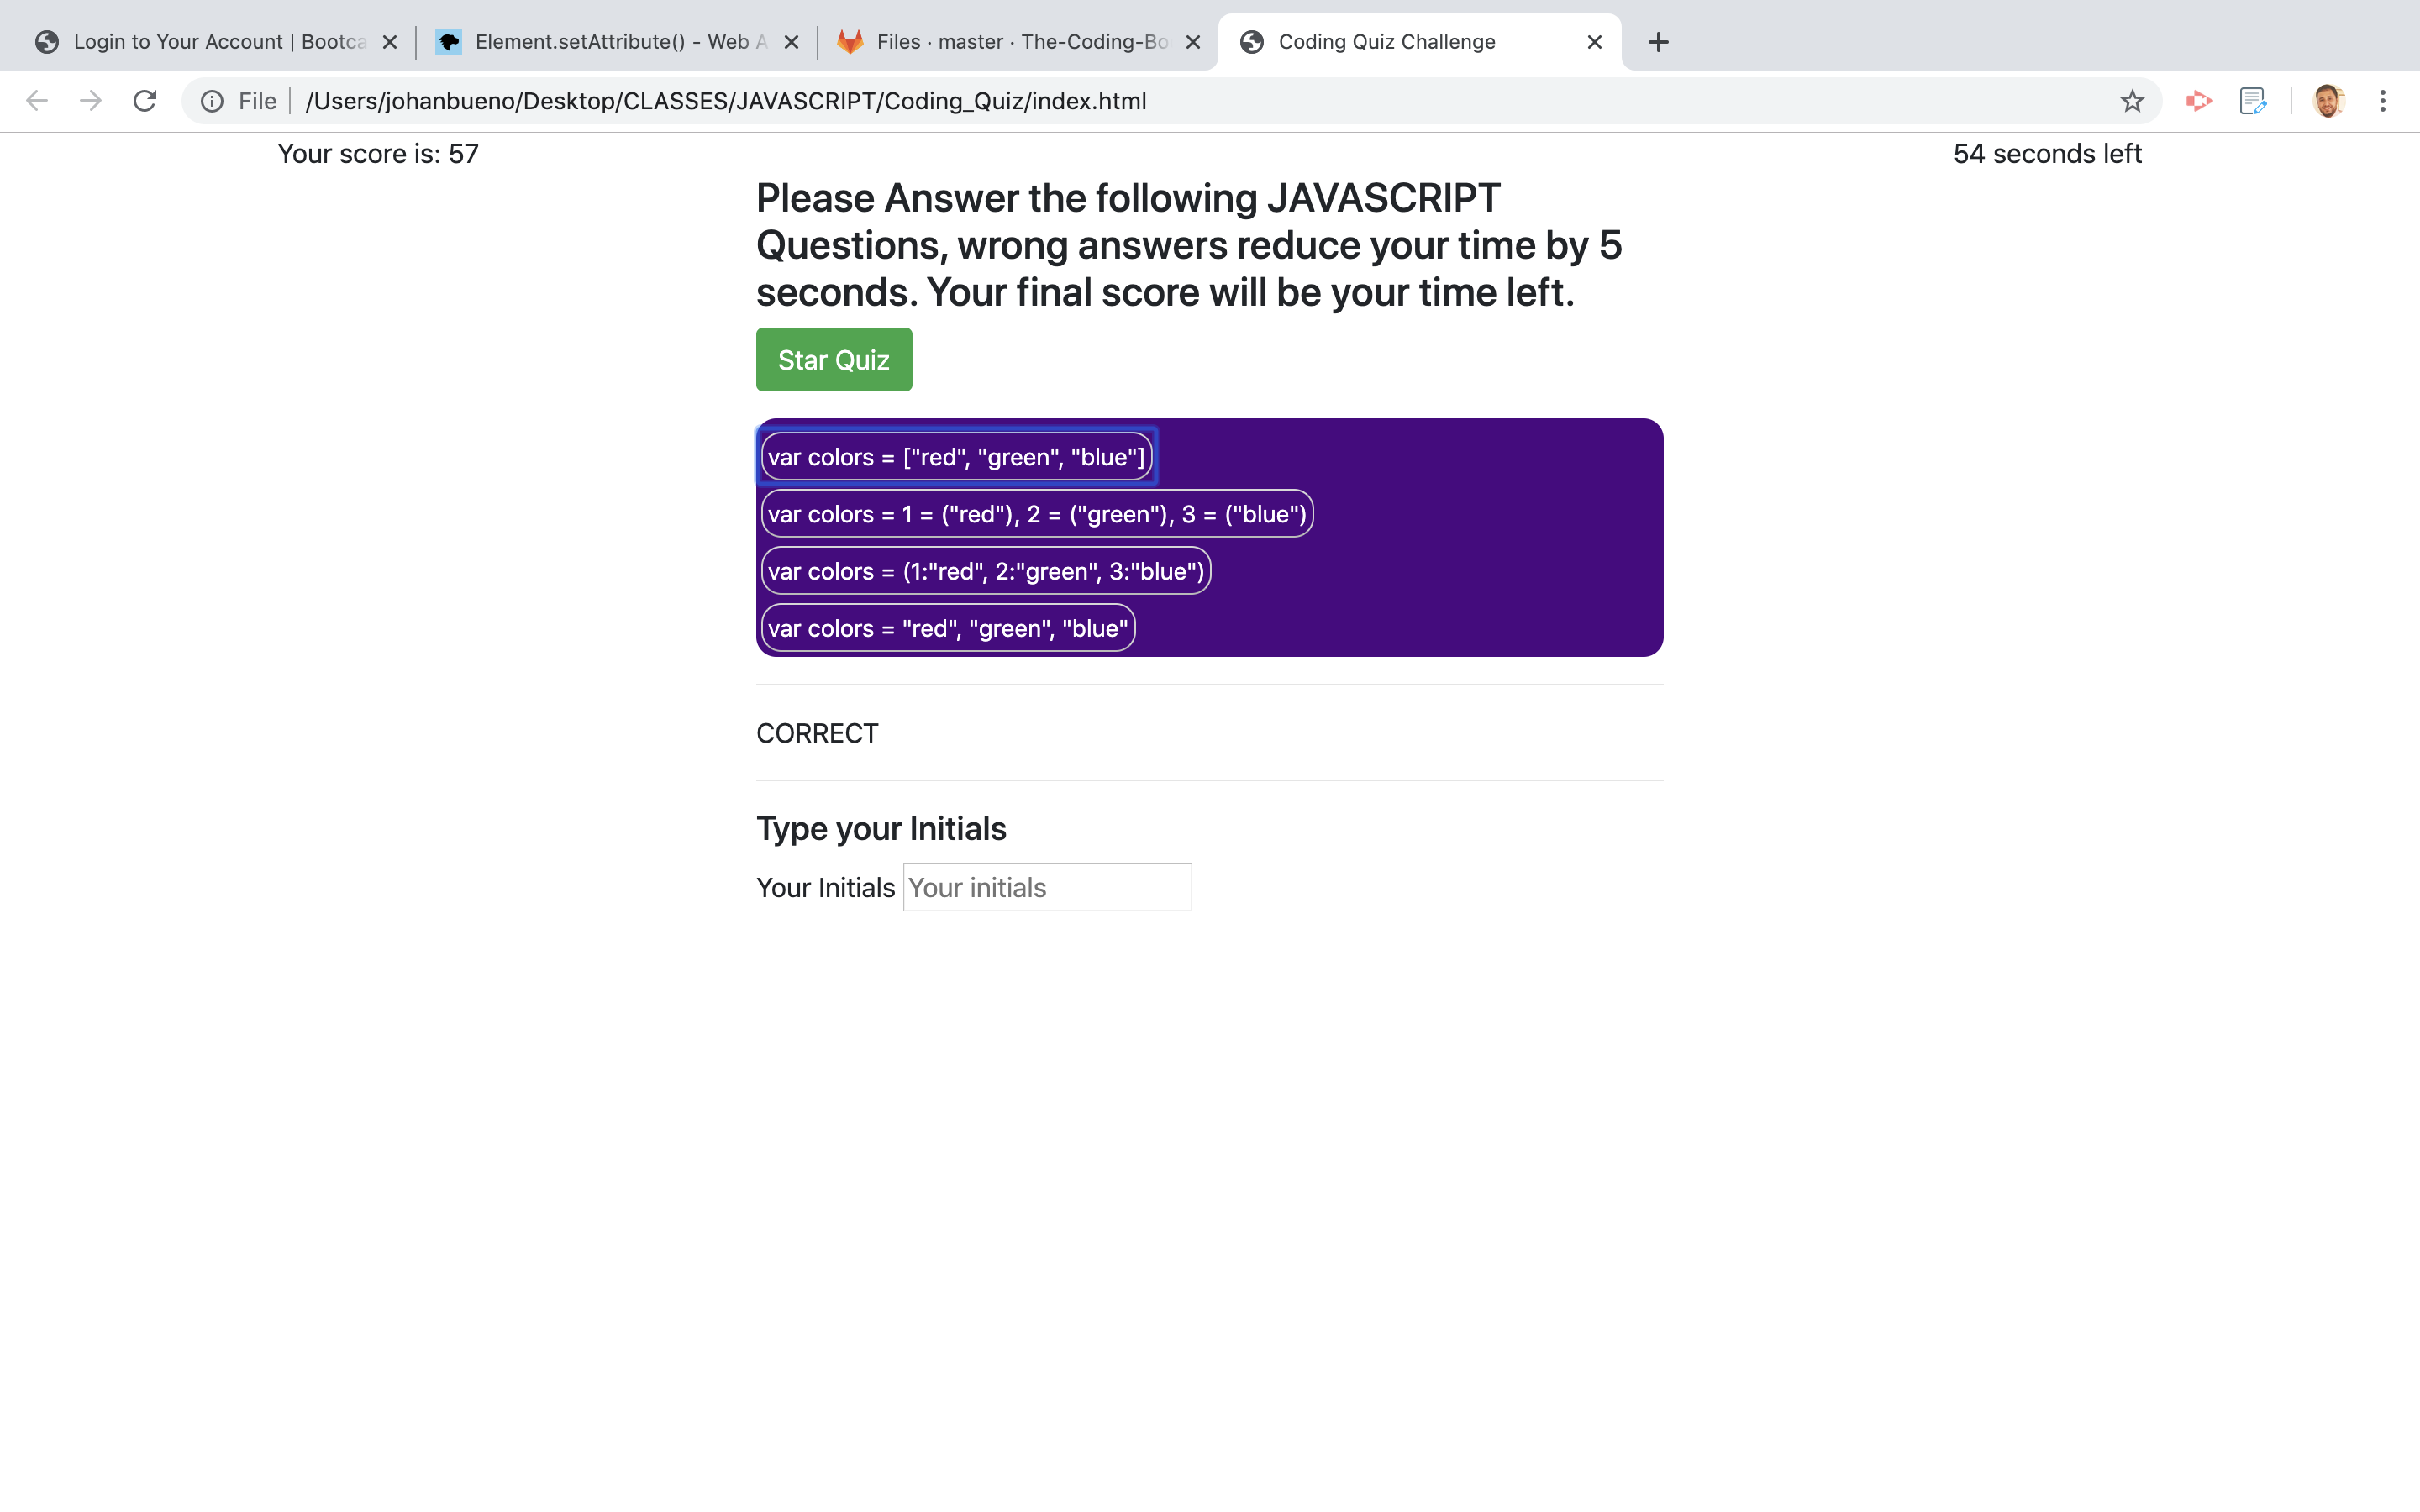 Login to Your Account | Bootca
Element.setAttribute() - Web A
Files · master · The-Coding-Bo
Coding Quiz Challenge
File /Users/johanbueno/Desktop/CLASSES/JAVASCRIPT/Coding_Quiz/index.html
Your score is: 57
54 seconds left
Please Answer the following JAVASCRIPT
Questions, wrong answers reduce your time by 5
seconds. Your final score will be your time left.
Star Quiz
var colors = ["red", "green", "blue"]
var colors = 1 = ("red"), 2 = ("green"), 3 = ("blue")
var colors = (1:"red", 2:"green", 3:"blue")
var colors = "red", "green", "blue"
CORRECT
Type your Initials
Your Initials Your initials